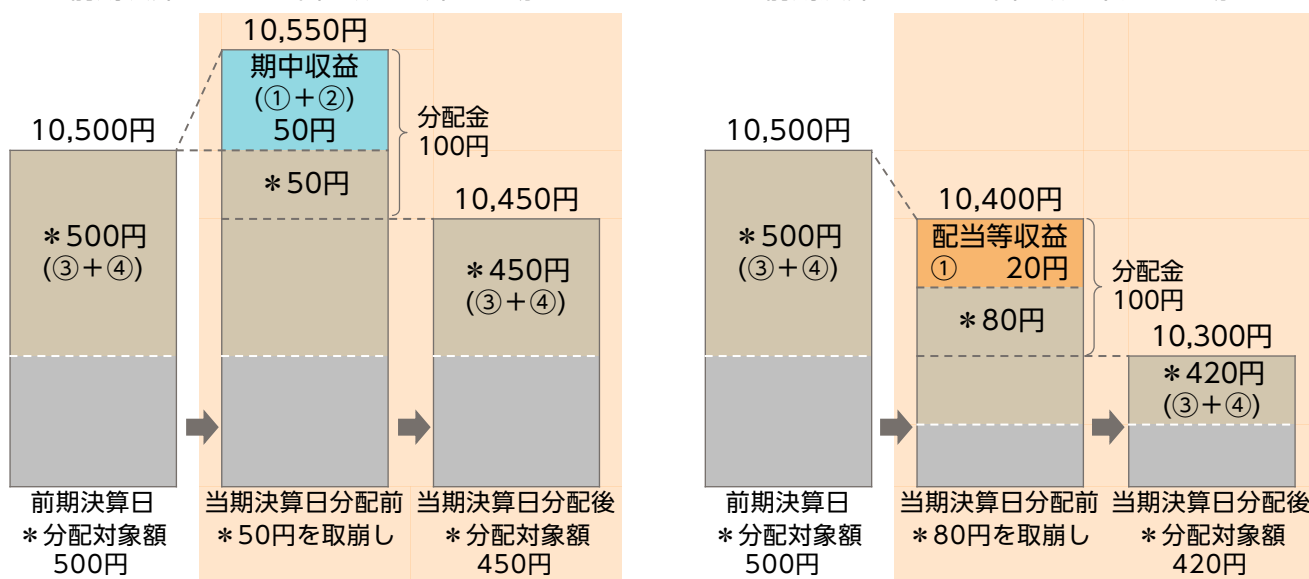 10,550円
期中収益
(①+②)
50円
分配金
100円
10,500円
*50円
10,450円
*500円
(③+④)
*450円
(③+④)
前期決算日
*分配対象額
500円
当期決算日分配前
*50円を取崩し
当期決算日分配後
*分配対象額
450円
10,500円
10,400円
*500円
(③+④)
配当等収益
① 20円
分配金
100円
*80円
10,300円
*420円
(③+④)
前期決算日
*分配対象額
500円
当期決算日分配前
*80円を取崩し
当期決算日分配後
*分配対象額
420円